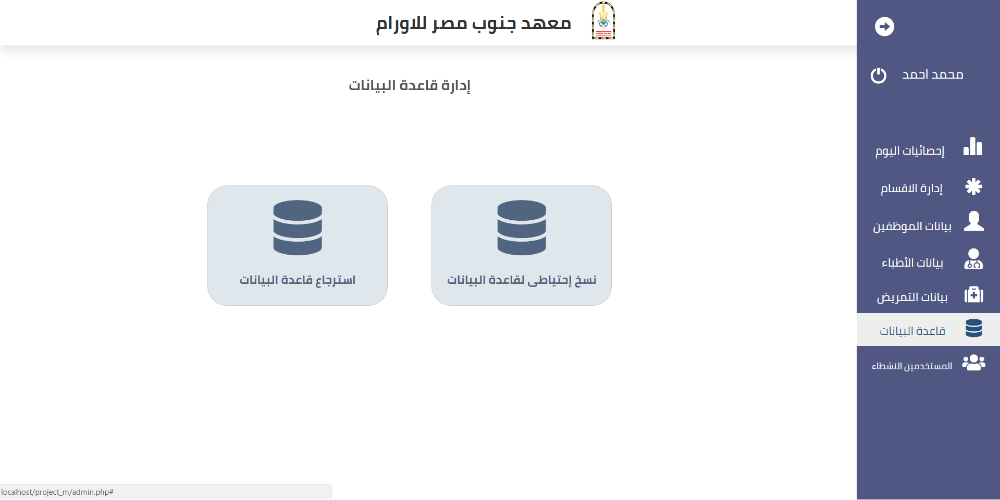 معهد جنوب مصر للاورام
محمد احمد
إحصائيات اليوم
إدارة الاقسام
بيانات الموظفين
بيانات الأطباء
بيانات التمريض
قاعدة البيانات
المستخدمين النشطاء
إدارة قاعدة البيانات
نسخ إحتياطى لقاعدة البيانات
استرجاع قاعدة البيانات
localhost/project_m/admin.php#